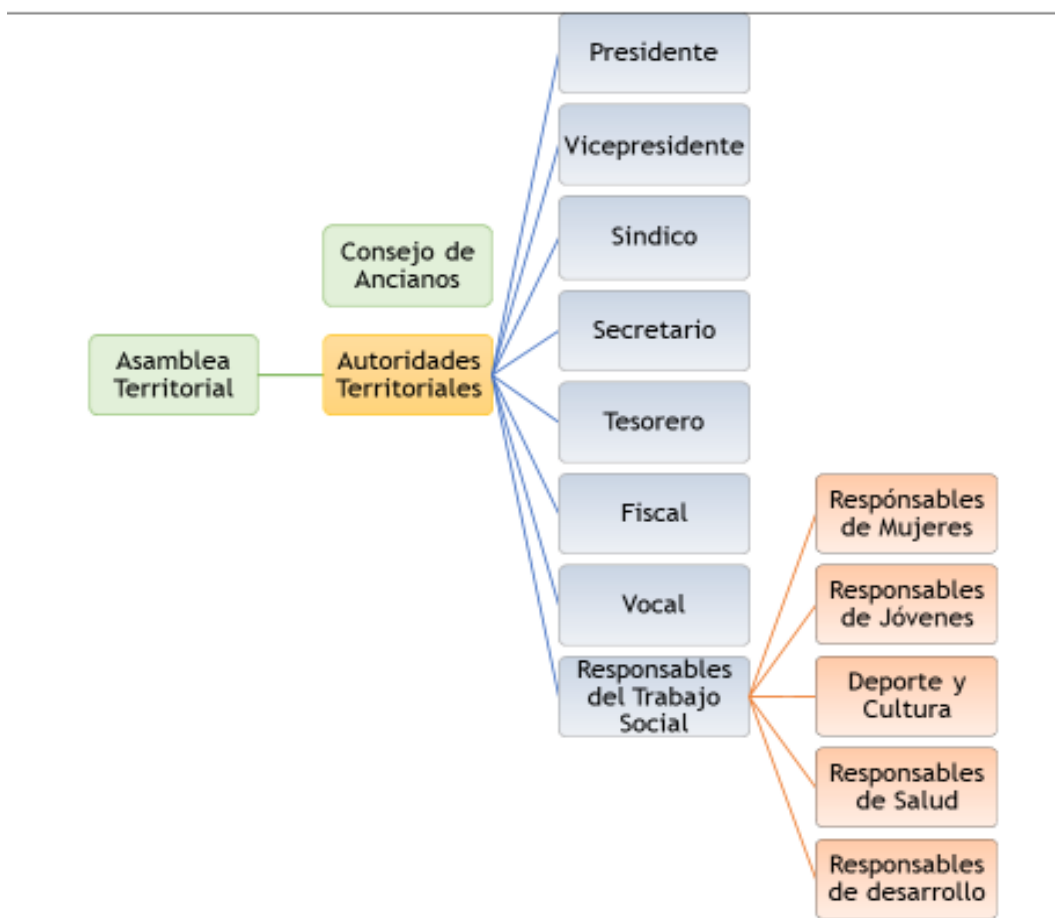 Presidente
Vicepresidente
Consejo de
Ancianos
Sindico
Asamblea
Territorial
Autoridades
Territoriales
Secretario
Tesorero
Fiscal
Vocal
Responsables
del Trabajo
Social
Respónsables
de Mujeres
Responsables
de Jóvenes
Deporte y
Cultura
Responsables
de Salud
Responsables
de desarrollo